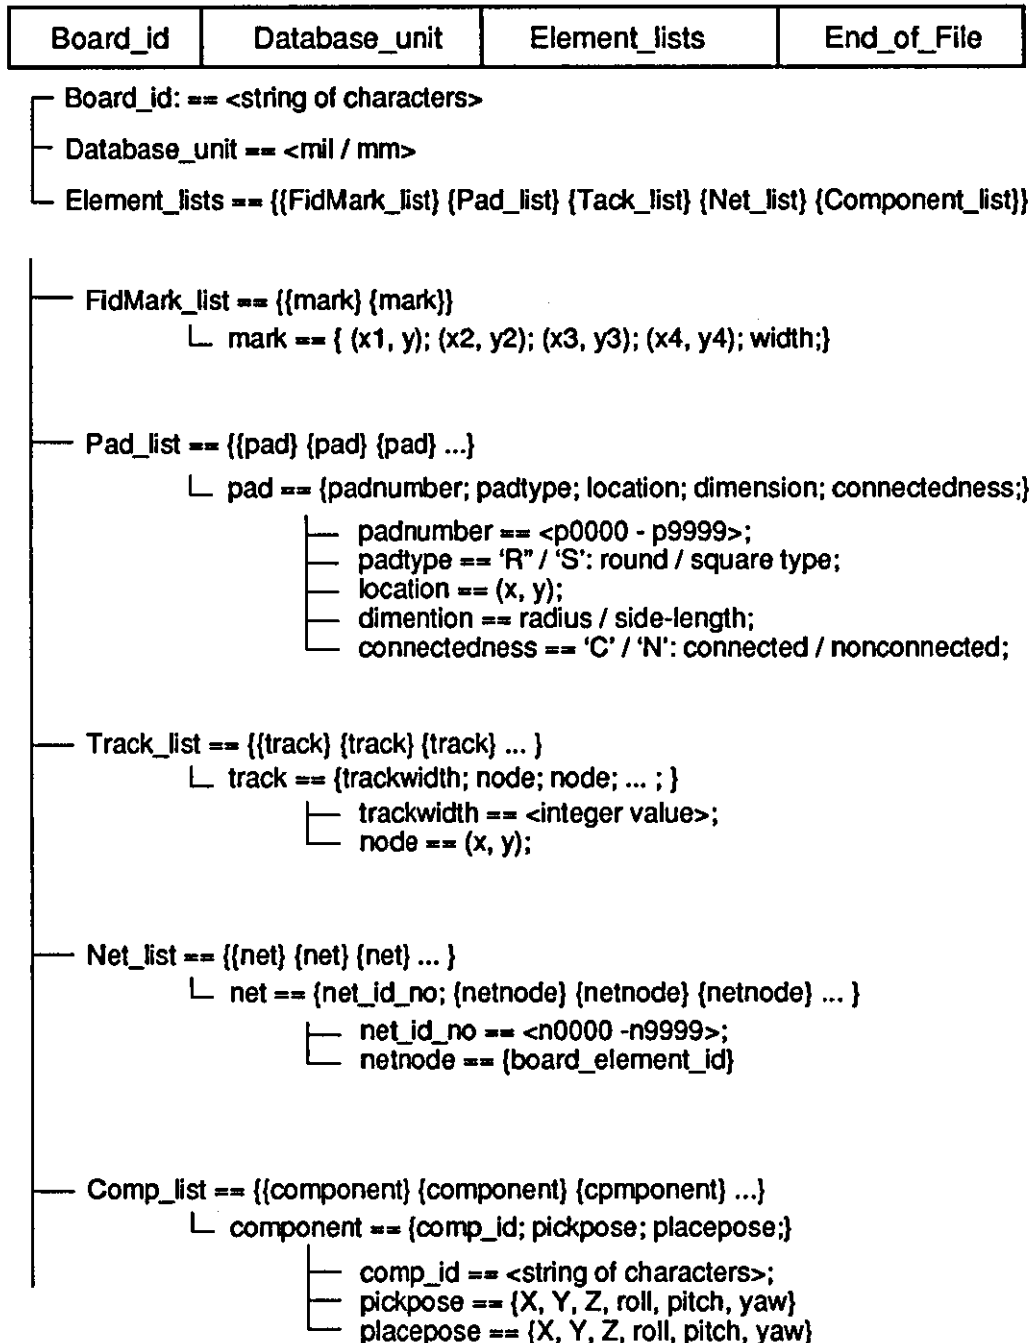 Board_id Database_unit Element_lists End_of_File
Board_id: == <string of characters>
Database_unit == <mil / mm>
Element_lists == {{FidMark_list} {Pad_list} {Tack_list} {Net_list} {Component_list}}
FidMark_list == {{mark} {mark}}
mark == { (x1, y); (x2, y2); (x3, y3); (x4, y4); width;}
Pad_list == {{pad} {pad} {pad} ...}
pad == {padnumber; padtype; location; dimension; connectedness;}
padnumber == <p0000 - p9999>;
padtype == ‘R” / ‘S’: round / square type;
location == (x, y);
dimention == radius / side-length;
connectedness == ‘C’ / ‘N’: connected / nonconnected;
Track_list == {{track} {track} {track} ... }
track == {trackwidth; node; node; ... ; }
trackwidth == <integer value>;
node == (x, y);
Net_list == {{net} {net} {net} ... }
net == {net_id_no; {netnode} {netnode} {netnode} ... }
net_id_no == <n0000 -n9999>;
netnode == {board_element_id}
Comp_list == {{component} {component} {cpmponent} ...}
component == {comp_id; pickpose; placepose;}
comp_id == <string of characters>;
pickpose == {X, Y, Z, roll, pitch, yaw}
placepose == {X, Y, Z, roll, pitch, yaw}